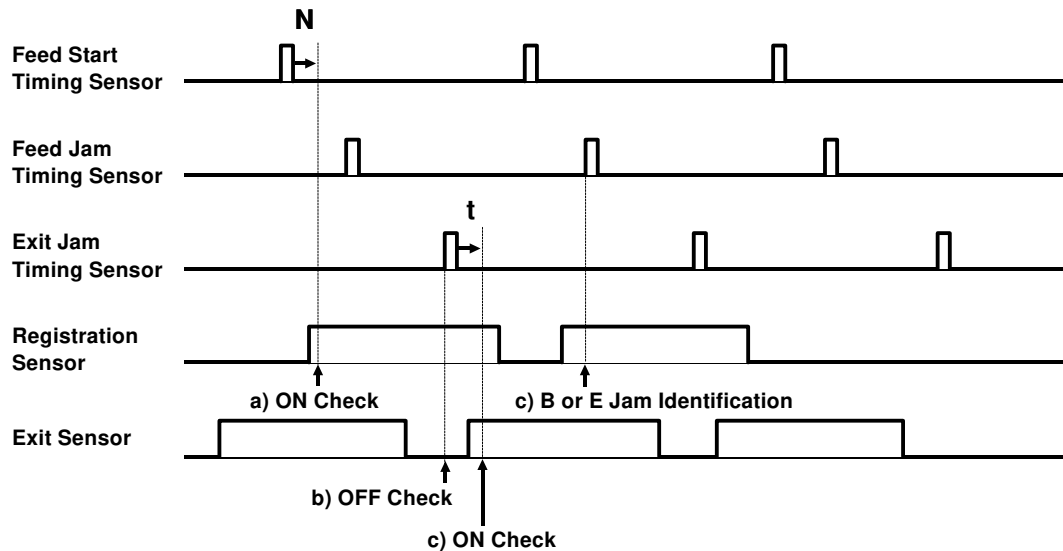 N
Feed Start
Timing Sensor
Feed Jam
Timing Sensor
t
Exit Jam
Timing Sensor
Registration
Sensor
a) ON Check
c) B or E Jam Identification
Exit Sensor
b) OFF Check
c) ON Check